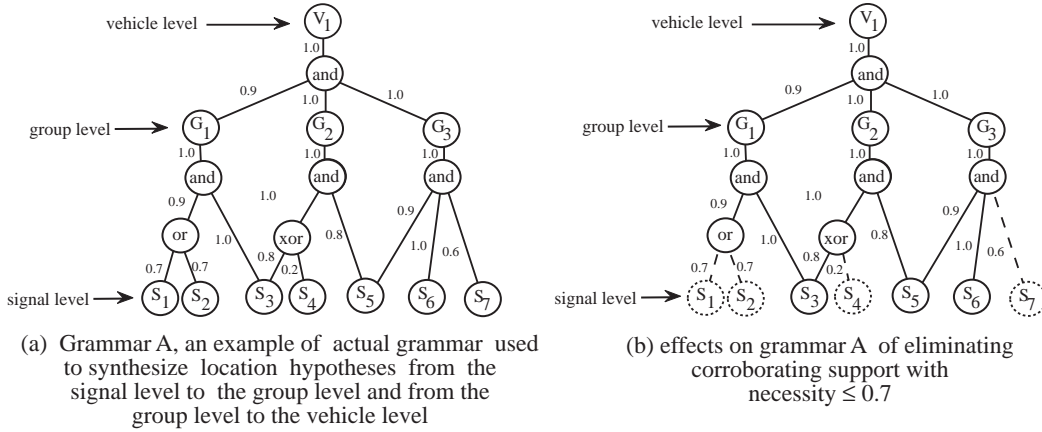 vehicle level
V1
1.0
and
0.9
1.0
1.0
group level
G1
G2
G3
1.0
1.0
1.0
and
and
and
0.9
1.0
0.9
or
xor
1.0
0.8
0.8
1.0
0.6
0.7
0.7
0.2
signal level
S1
S2
S3
S4
S5
S6
S7
(a) Grammar A, an example of actual grammar used
to synthesize location hypotheses from the
signal level to the group level and from the
group level to the vehicle level
vehicle level
V1
1.0
and
0.9
1.0
1.0
group level
G1
G2
G3
1.0
1.0
1.0
and
and
and
0.9
1.0
0.9
or
xor
1.0
0.8
0.8
1.0
0.6
0.7
0.7
0.2
signal level
S1
S2
S3
S4
S5
S6
S7
(b) effects on grammar A of eliminating
corroborating support with
necessity ≤ 0.7